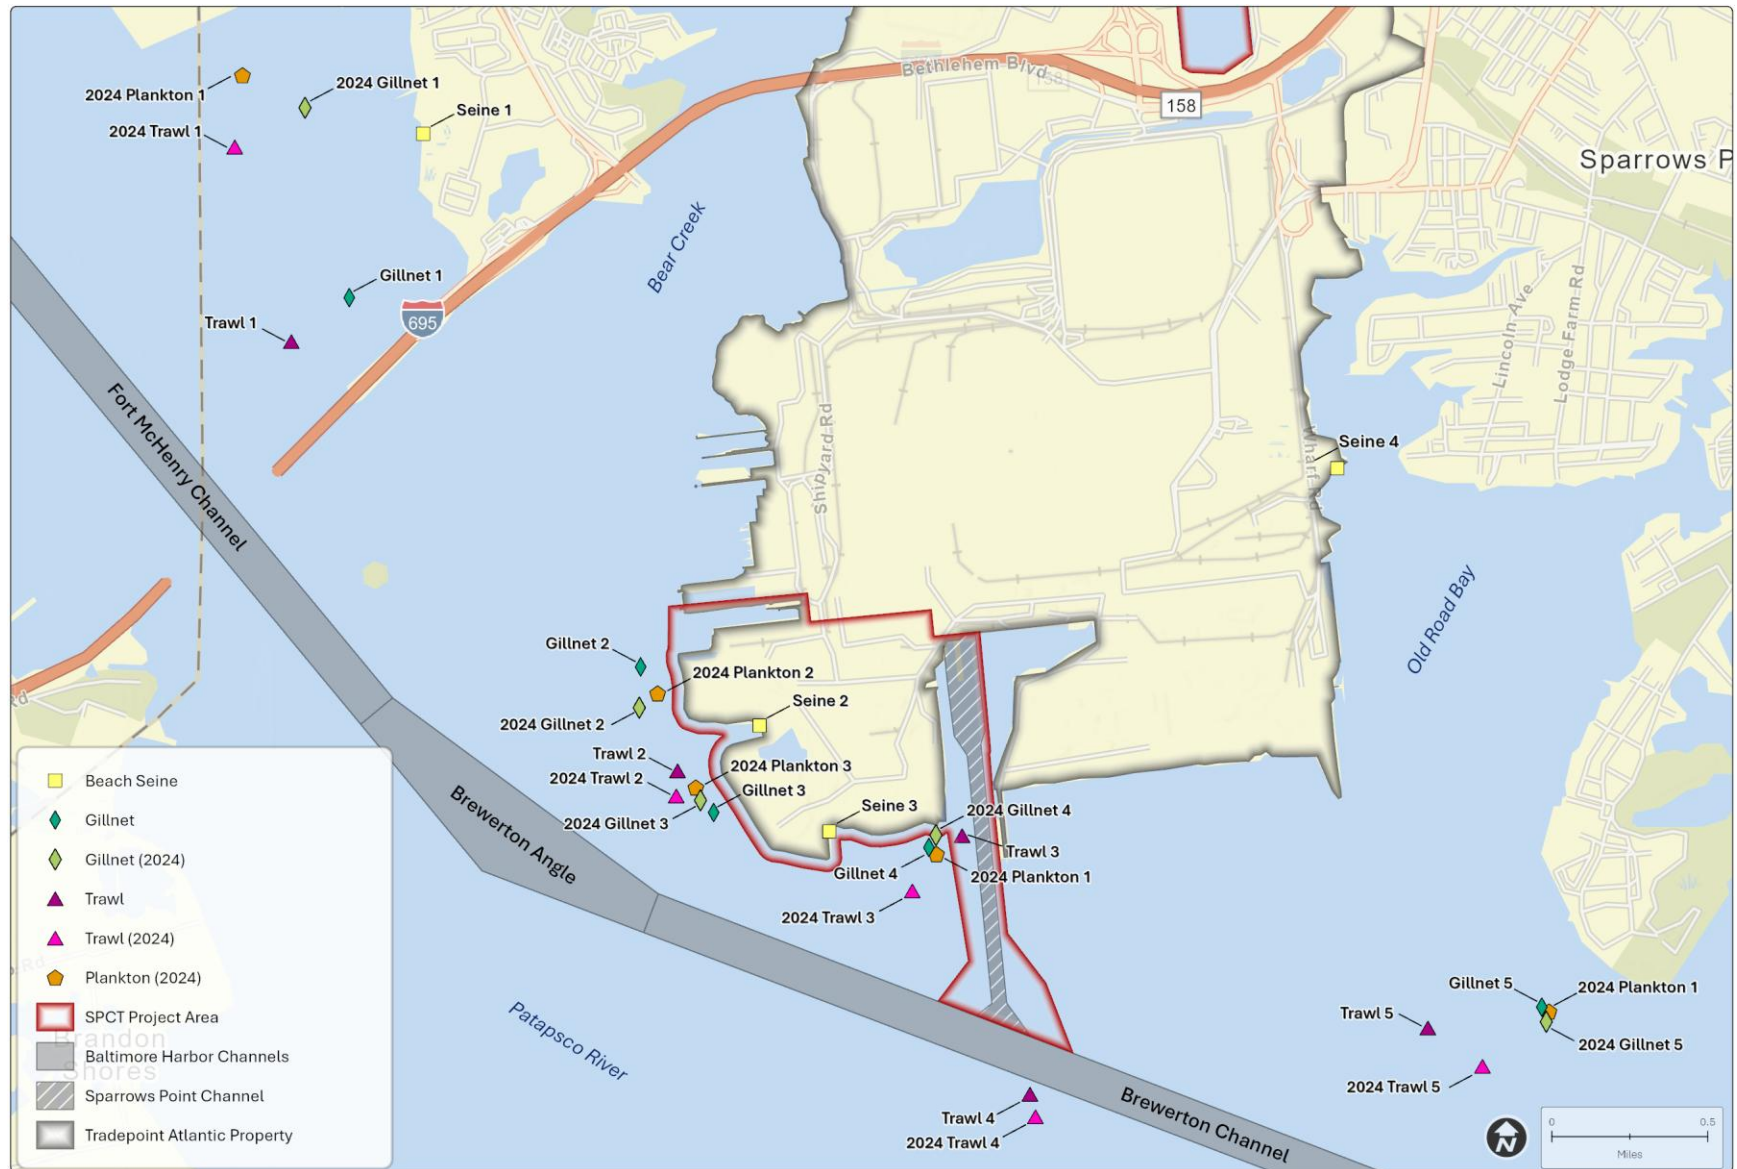 Bethlehem Blvd
158
158
2024 Plankton 1
2024 Gillnet 1
2024 Trawl 1
Seine 1
Sparrows P
Bear Creek
Gillnet 1
Trawl 1
695
Lincoln Ave
Lodge Farm Rd
Fort McHenry Channel
Shipyard Rd
Wharf Rd
Seine 4
Old Road Bay
Gillnet 2
2024 Plankton 2
Seine 2
2024 Gillnet 2
Rd
Trawl 2
2024 Trawl 2
2024 Plankton 3
Gillnet 3
2024 Gillnet 3
Seine 3
2024 Gillnet 4
Trawl 3
Gillnet 4
2024 Plankton 1
2024 Trawl 3
Brewerton Angle
Patapsco River
Gillnet 5
2024 Plankton 1
Trawl 5
2024 Gillnet 5
2024 Trawl 5
Trawl 4
2024 Trawl 4
Brewerton Channel
Beach Seine
Gillnet
Gillnet (2024)
Trawl
Trawl (2024)
Plankton (2024)
SPCT Project Area
Brandon
Shores
Baltimore Harbor Channels
Sparrows Point Channel
Tradepoint Atlantic Property
N
0
0.5
Miles